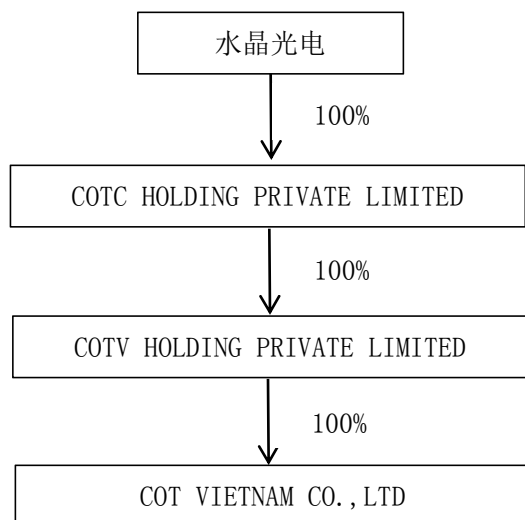 水晶光电
100%
COTC HOLDING PRIVATE LIMITED
100%
COTV HOLDING PRIVATE LIMITED
100%
COT VIETNAM CO.,LTD